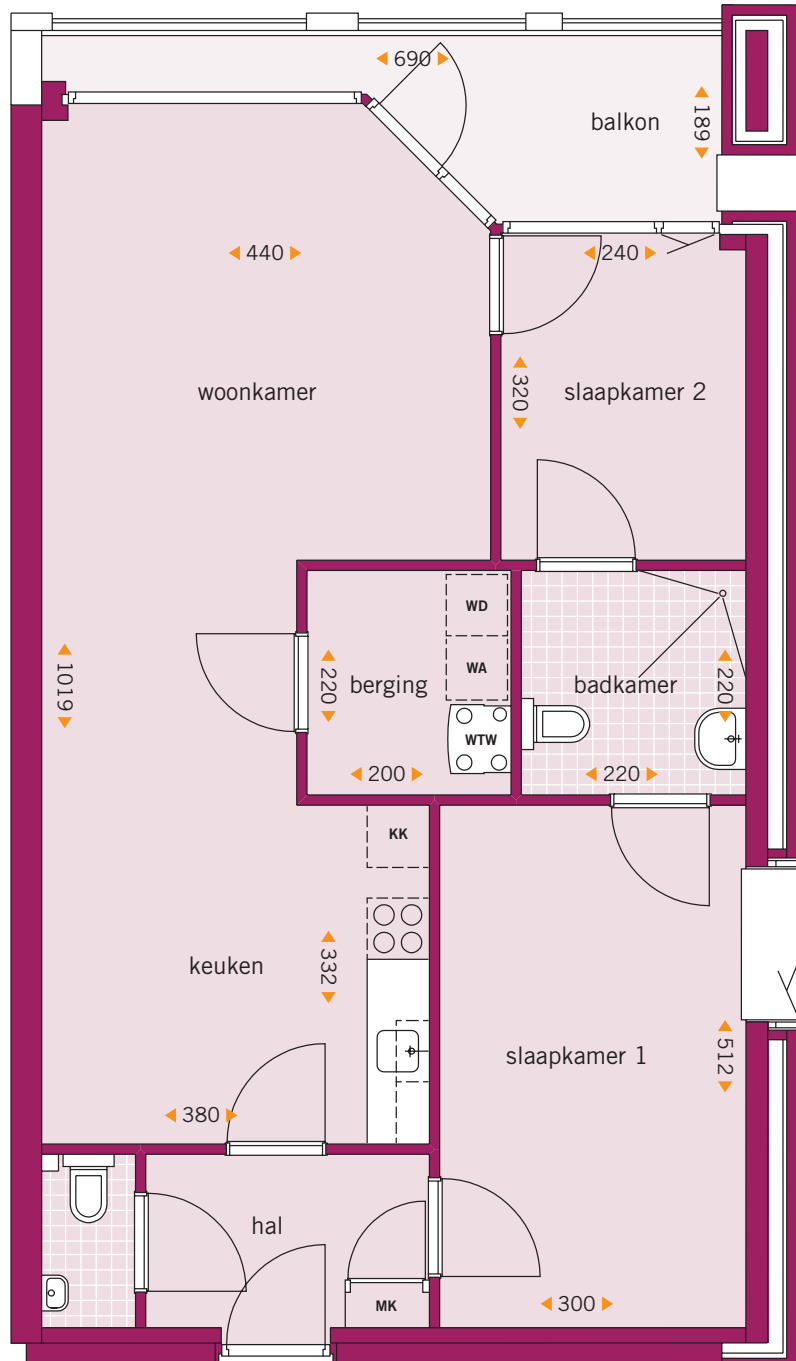 690
balkon
189
440
240
woonkamer
320
slaapkamer 2
WD
1019
220
berging
WA
badkamer
220
WTW
200
220
KK
keuken
332
slaapkamer 1
512
380
hal
MK
300